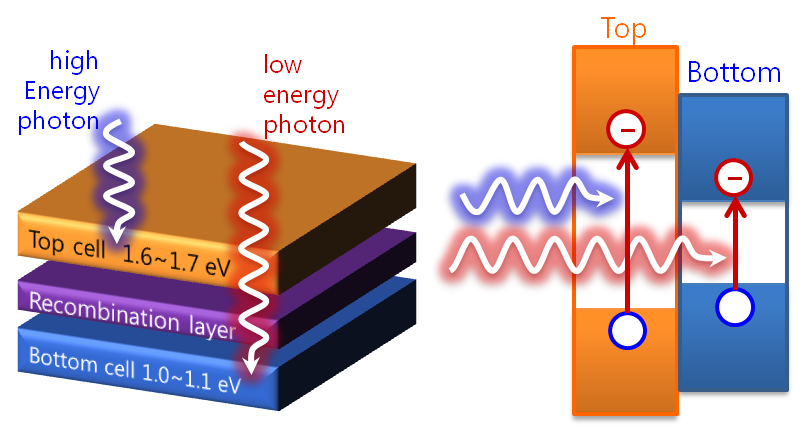 high
Energy
photon
low
energy
photon
Top cell 1.6~1.7 eV
Recombination layer
Bottom cell 1.0~1.1 eV
Top
Bottom
−
−